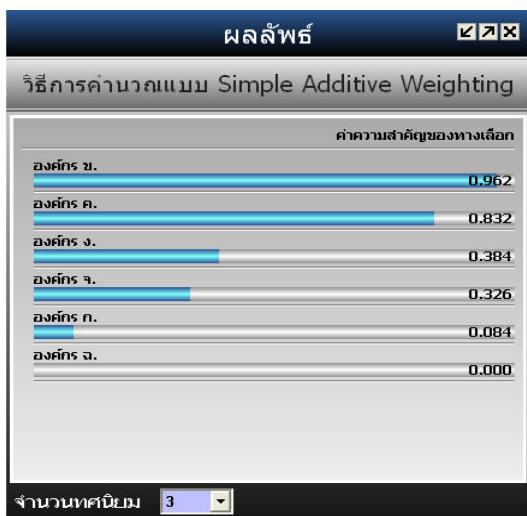 ผลลัพธ์
วิธีการคำนวณแบบ Simple Additive Weighting
ค่าความสำคัญของทางเลือก
องค์กร ข.
0.962
องค์กร ค.
0.832
องค์กร ง.
0.384
องค์กร จ.
0.326
องค์กร ก.
0.084
องค์กร ฉ.
0.000
จำนวนทศนิยม 3